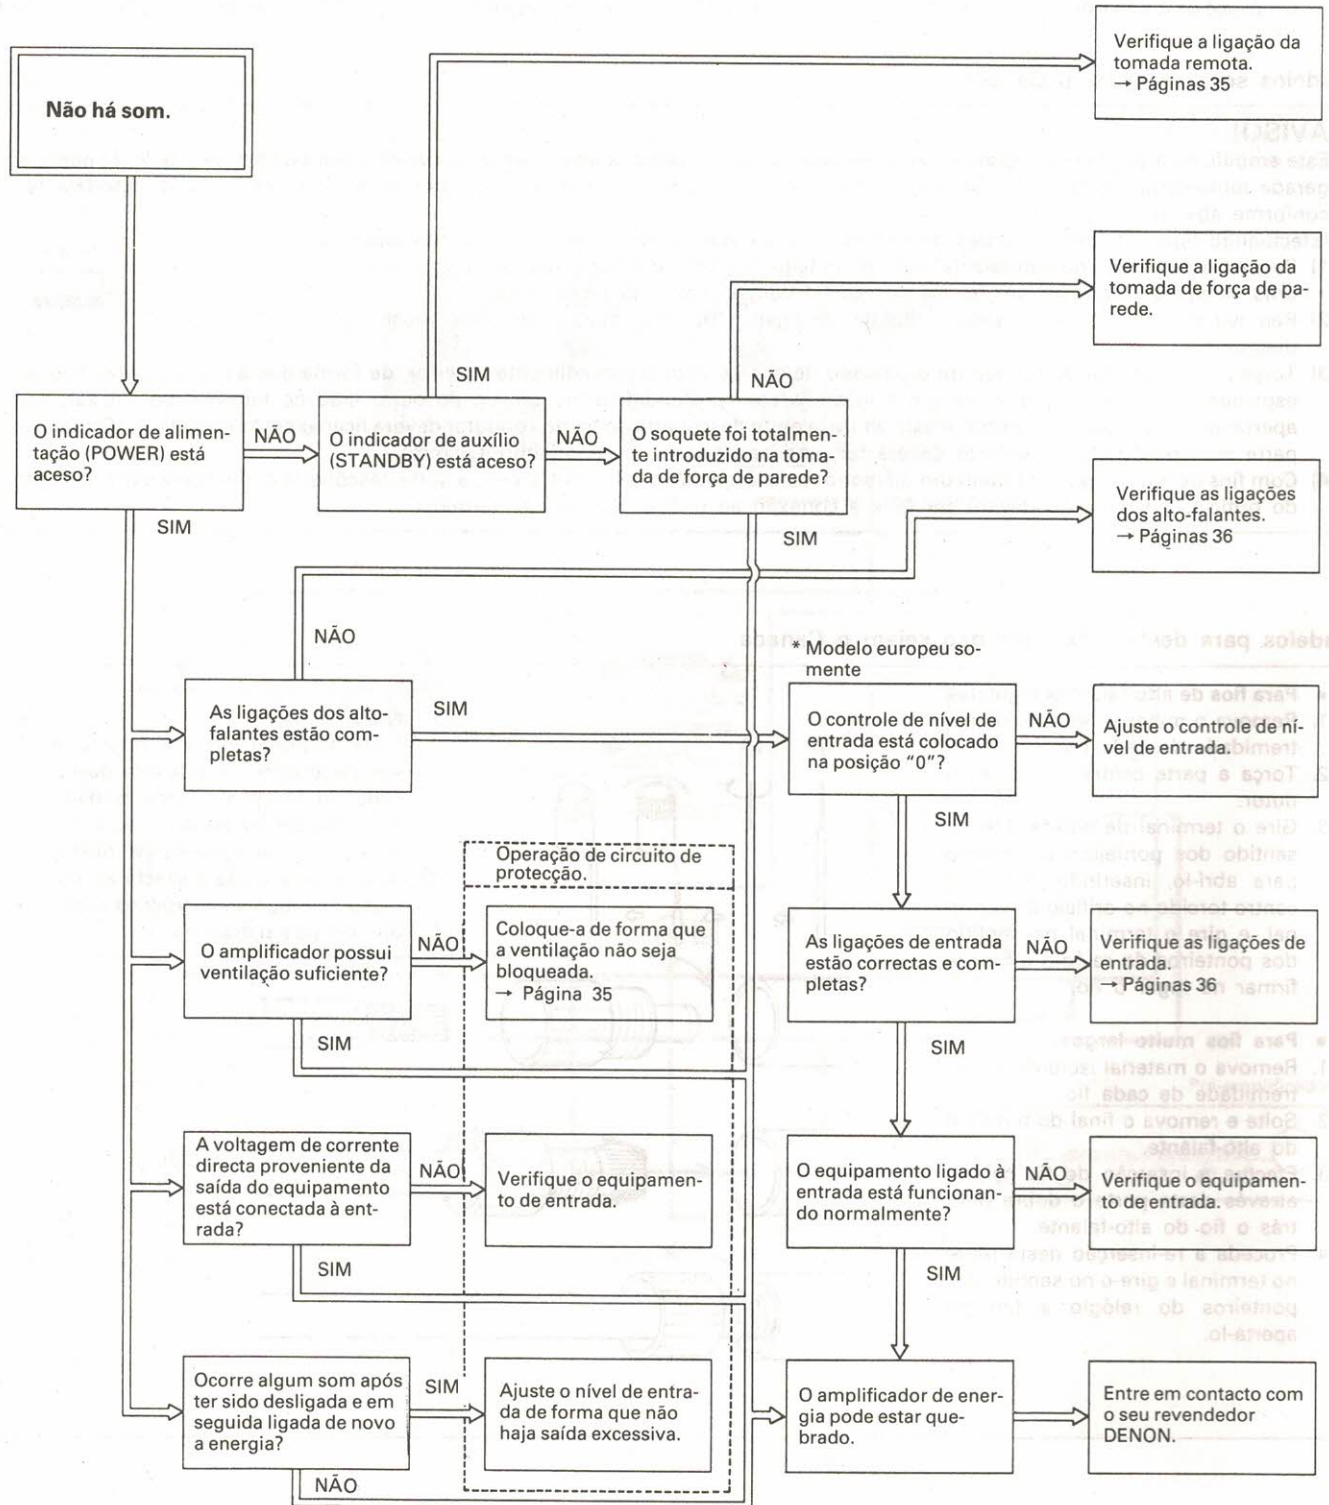 Não há som.
Verifique a ligação da
tomada remota.
→ Páginas 35
Verifique a ligação da
tomada de força de pa-
rede.
SIM
NÃO
O indicador de alimen-
tação (POWER) está
aceso?
NÃO
O indicador de auxílio
(STANDBY) está aceso?
NÃO
O soquete foi totalmen-
te introduzido na toma-
da de força de parede?
SIM
SIM
Verifique as ligações
dos alto-falantes.
→ Páginas 36
NÃO
As ligações dos alto-
falantes estão com-
pletas?
SIM
* Modelo europeu so-
mente
O controle de nível de
entrada está colocado
na posição “0”?
NÃO
Ajuste o controle de ní-
vel de entrada.
SIM
Operação de circuito de
protecção.
O amplificador possui
ventilação suficiente?
NÃO
Coloque-a de forma que
a ventilação não seja
bloqueada.
→ Página 35
SIM
As ligações de entrada
estão correctas e com-
pletas?
NÃO
Verifique as ligações de
entrada.
→ Páginas 36
SIM
A voltagem de corrente
directa proveniente da
saída do equipamento
está conectada à ent-
rada?
NÃO
Verifique o equipamen-
to de entrada.
SIM
O equipamento ligado à
entrada está funcionan-
do normalmente?
NÃO
Verifique o equipamen-
to de entrada.
SIM
Ocorre algum som após
ter sido desligada e em
seguida ligada de novo
a energia?
SIM
Ajuste o nível de entra-
da de forma que não
haja saída excessiva.
NÃO
O amplificador de ener-
gia pode estar que-
brado.
Entre em contacto com
o seu revendedor
DENON.